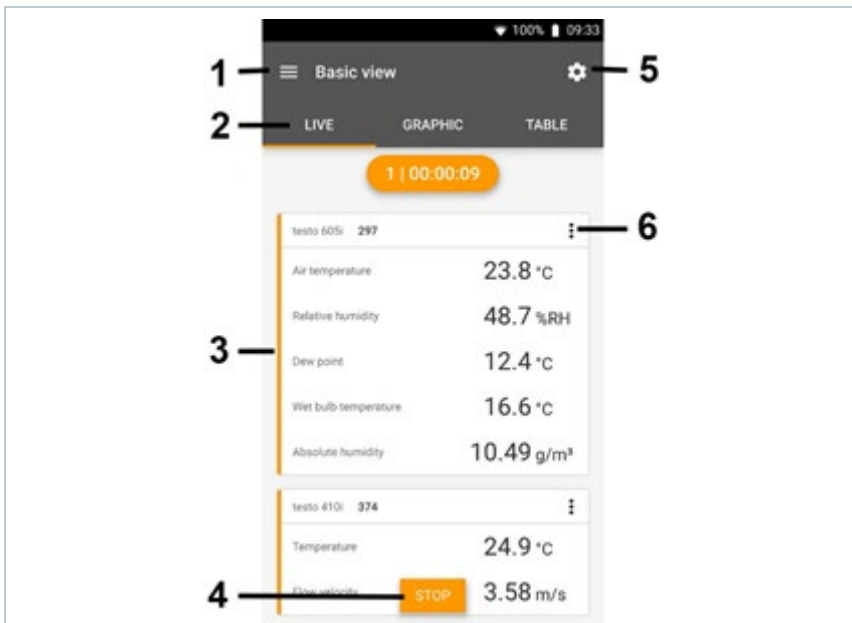 100% 09:33
1 Basic view 5
2 LIVE GRAPHIC TABLE
1 | 00:00:09
testo 605i 297 6
Air temperature 23.8 °C
Relative humidity 48.7 %RH
3 Dew point 12.4 °C
Wet bulb temperature 16.6 °C
Absolute humidity 10.49 g/m³
testo 410i 374
Temperature 24.9 °C
4 Flow velocity STOP 3.58 m/s